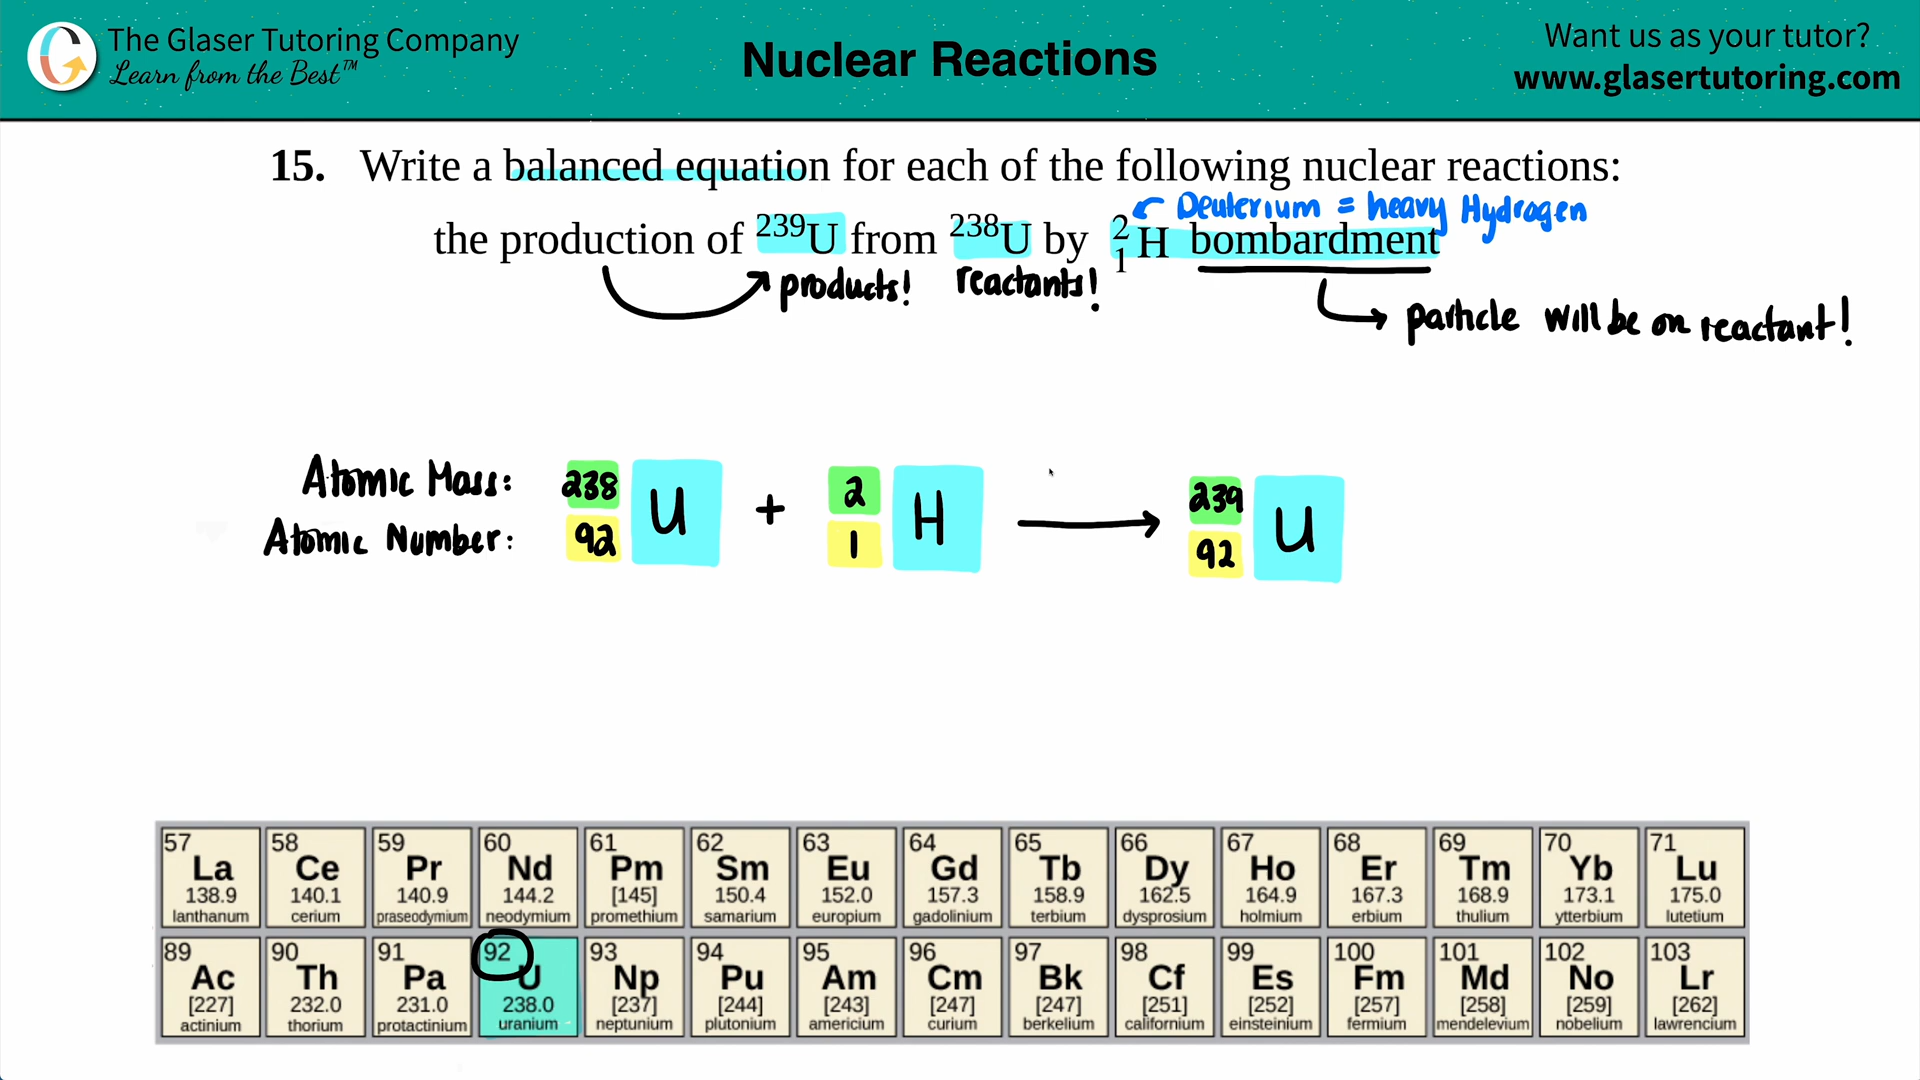 The Glaser Tutoring Company
Learn from the Best™
Nuclear Reactions
Want us as your tutor?
www.glasertutoring.com
15. Write a balanced equation for each of the following nuclear reactions:
Deuterium = heavy Hydrogen
the production of ²³⁹U from ²³⁸U by ²₁H bombardment
products! reactants!
particle will be on reactant!
Atomic Mass: 238 U + 2 H → 239 U
Atomic Number: 92 1 92
57 58 59 60 61 62 63 64 65 66 67 68 69 70 71
La Ce Pr Nd Pm Sm Eu Gd Tb Dy Ho Er Tm Yb Lu
138.9 140.1 140.9 144.2 [145] 150.4 152.0 157.3 158.9 162.5 164.9 167.3 168.9 173.1 175.0
lanthanum cerium praseodymium neodymium promethium samarium europium gadolinium terbium dysprosium holmium erbium thulium ytterbium lutetium
89 90 91 92 93 94 95 96 97 98 99 100 101 102 103
Ac Th Pa U Np Pu Am Cm Bk Cf Es Fm Md No Lr
[227] 232.0 231.0 238.0 [237] [244] [243] [247] [247] [251] [252] [257] [258] [259] [262]
actinium thorium protactinium uranium neptunium plutonium americium curium berkelium californium einsteinium fermium mendelevium nobelium lawrencium